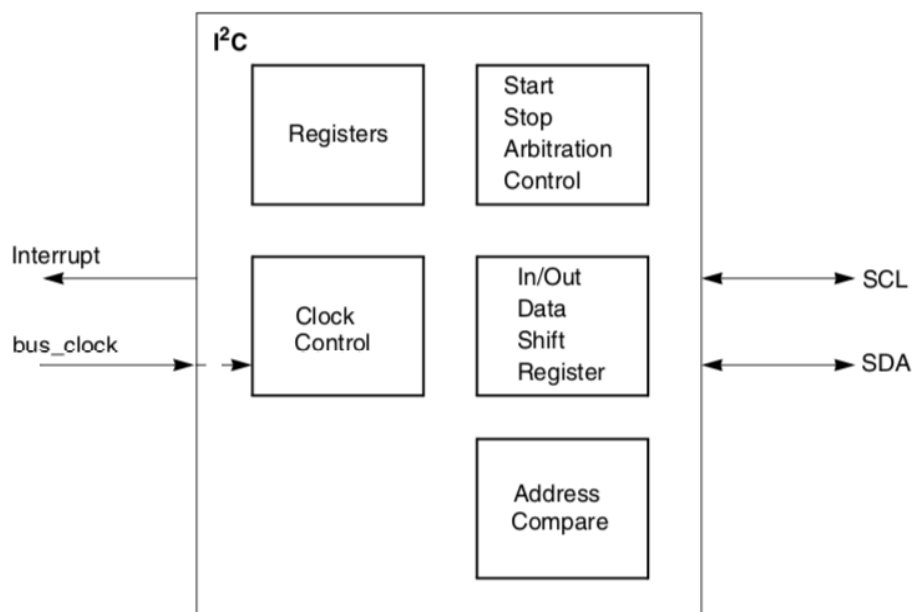 I²C
Registers
Start
Stop
Arbitration
Control
Interrupt
bus_clock
Clock
Control
In/Out
Data
Shift
Register
SCL
SDA
Address
Compare